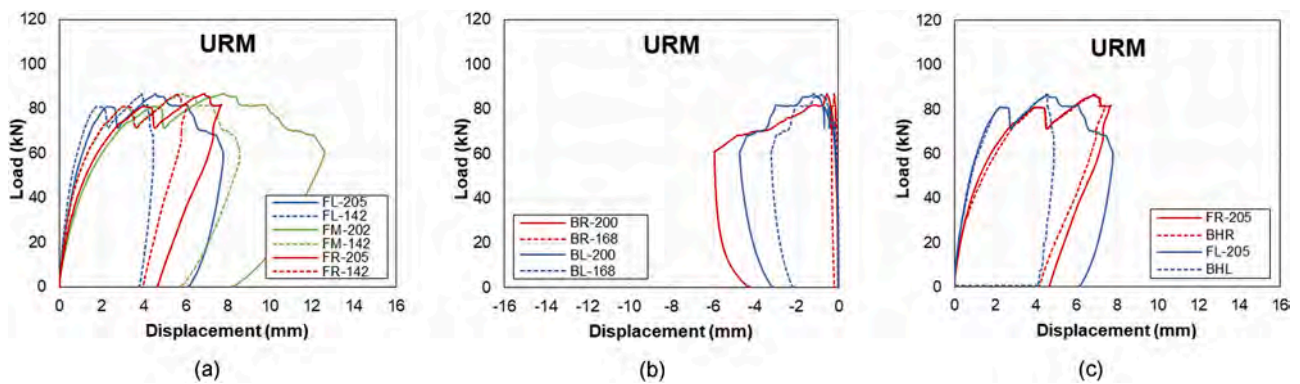 URM
Load (kN)
120
100
80
60
40
20
0
FL-205
FL-142
FM-202
FM-142
FR-205
FR-142
0 2 4 6 8 10 12 14 16
Displacement (mm)
(a)
URM
Load (kN)
120
100
80
60
40
20
0
BR-200
BR-168
BL-200
BL-168
-16 -14 -12 -10 -8 -6 -4 -2 0
Displacement (mm)
(b)
URM
Load (kN)
120
100
80
60
40
20
0
FR-205
BHR
FL-205
BHL
0 2 4 6 8 10 12 14 16
Displacement (mm)
(c)